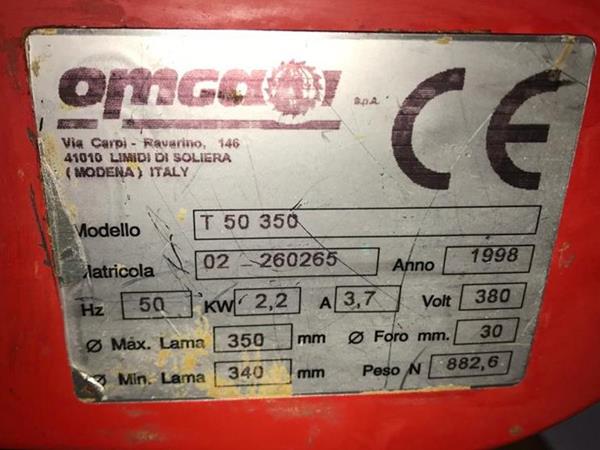 OMGA
S.p.A.
Via Carpi - Ravarino, 146
41010 LIMIDI DI SOLIERA
( MODENA ) ITALY
CE
Modello T 50 350
Matricola 02 260265 Anno 1998
Hz 50 KW 2,2 A 3,7 Volt 380
Ø Máx. Lama 350 mm Ø Foro mm. 30
Ø Min. Lama 340 mm Peso N 882,6